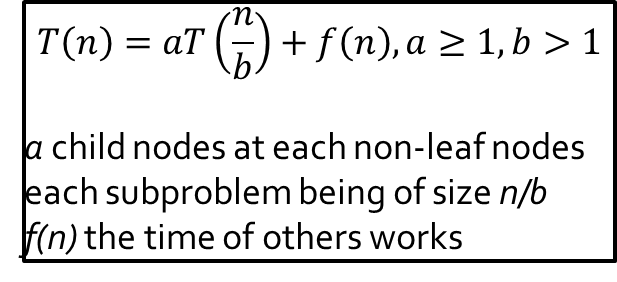 T(n) = aT(n/b) + f(n), a ≥ 1, b > 1
a child nodes at each non-leaf nodes
each subproblem being of size n/b
f(n) the time of others works